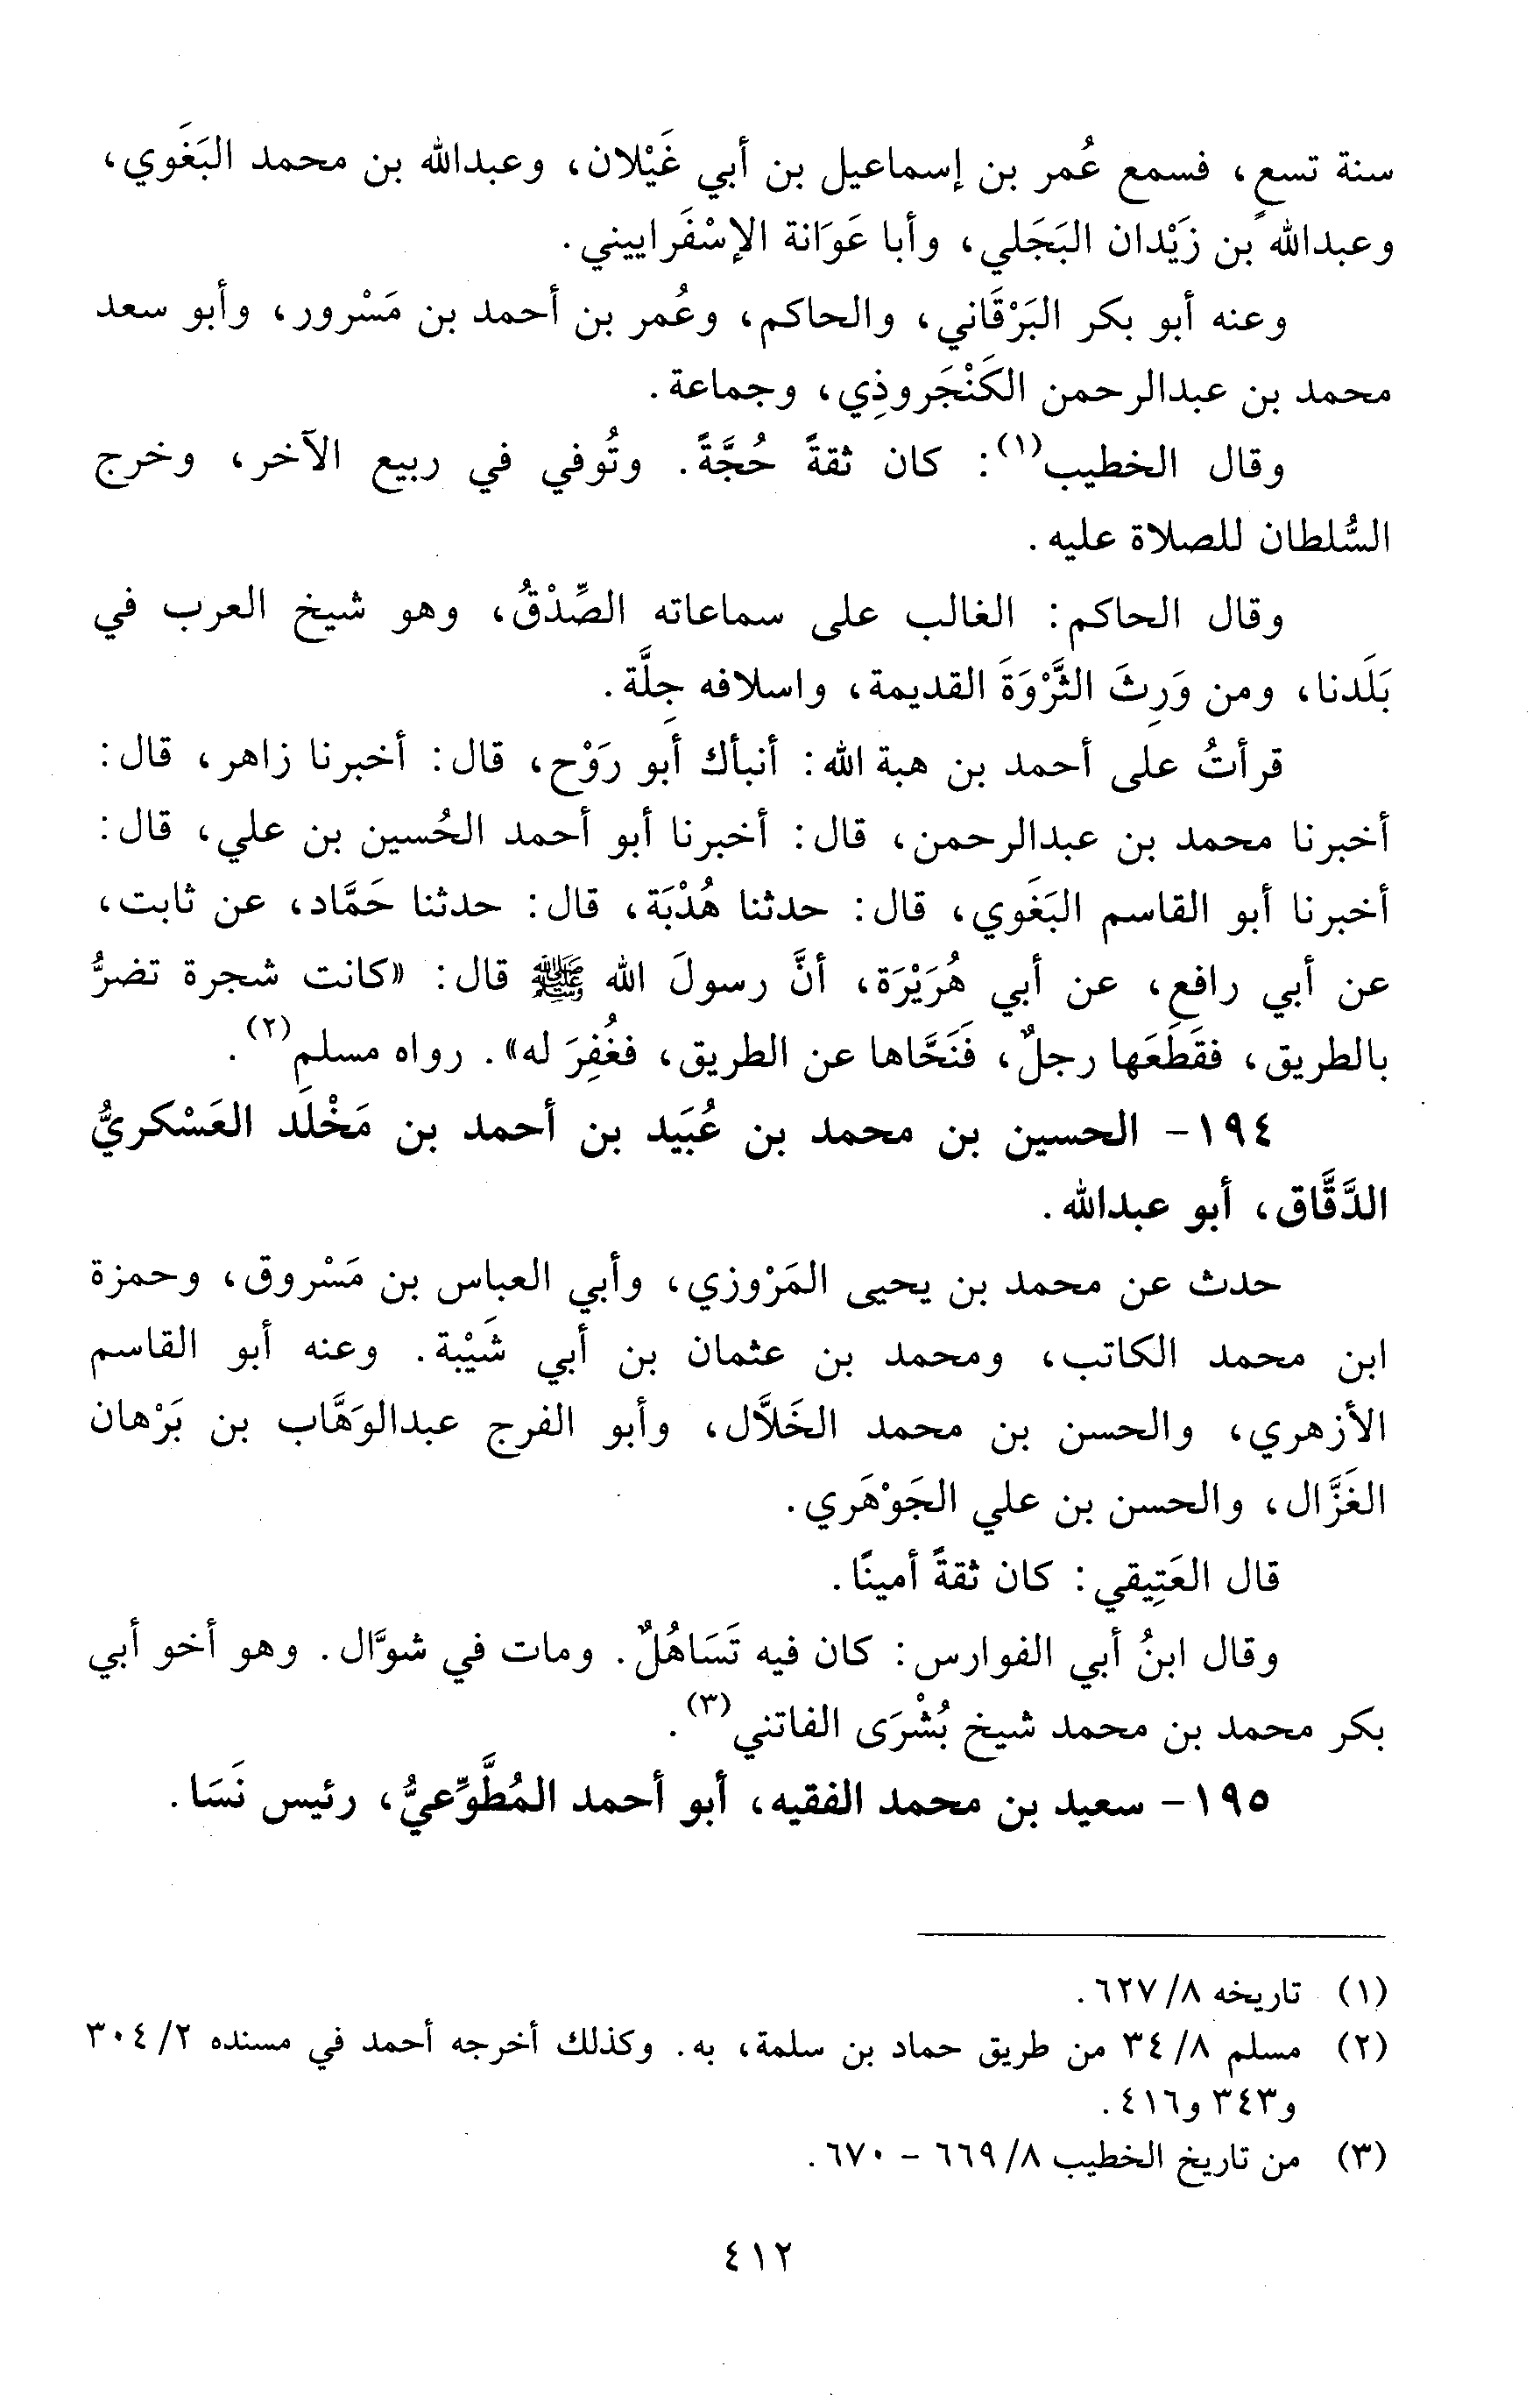 سنة تسعٍ، فسمع عُمر بن إسماعيل بن أبي غَيْلان، وعبدالله بن محمد البَغَوي،
وعبدالله بن زَيْدان البَجَلي، وأبا عَوَانة الإسْفَراييني.
وعنه أبو بكر البَرْقَاني، والحاكم، وعُمر بن أحمد بن مَسْرور، وأبو سعد
محمد بن عبدالرحمن الكَنْجَروذِي، وجماعة.
وقال الخطيب(١): كان ثقةً حُجَّةً. وتُوفي في ربيع الآخر، وخرج
السُّلطان للصلاة عليه.
وقال الحاكم: الغالب على سماعاته الصِّدْقُ، وهو شيخ العرب في
بَلَدنا، ومن وَرِثَ الثَّرْوَةَ القديمة، واسلافه جِلَّة.
قرأتُ على أحمد بن هبة الله: أنبأك أبو رَوْح، قال: أخبرنا زاهر، قال:
أخبرنا محمد بن عبدالرحمن، قال: أخبرنا أبو أحمد الحُسين بن علي، قال:
أخبرنا أبو القاسم البَغَوي، قال: حدثنا هُدْبَة، قال: حدثنا حَمَّاد، عن ثابت،
عن أبي رافع، عن أبي هُرَيْرَة، أنَّ رسولَ الله ﷺ قال: «كانت شجرة تضرُّ
بالطريق، فقَطَعَها رجلٌ، فَنَحَّاها عن الطريق، فغُفِرَ له». رواه مسلم(٢).
١٩٤- الحسين بن محمد بن عُبَيد بن أحمد بن مَخْلَد العَسْكريُّ
الدَّقَّاق، أبو عبدالله.
حدث عن محمد بن يحيى المَرْوزي، وأبي العباس بن مَسْروق، وحمزة
ابن محمد الكاتب، ومحمد بن عثمان بن أبي شَيْبة. وعنه أبو القاسم
الأزهري، والحسن بن محمد الخَلاَّل، وأبو الفرج عبدالوَهَّاب بن بَرْهان
الغَزَّال، والحسن بن علي الجَوْهَري.
قال العَتِيقي: كان ثقةً أمينًا.
وقال ابنُ أبي الفوارس: كان فيه تَسَاهُلٌ. ومات في شوَّال. وهو أخو أبي
بكر محمد بن محمد شيخ بُشْرَى الفاتني(٣).
١٩٥- سعيد بن محمد الفقيه، أبو أحمد المُطَّوِّعيُّ، رئيس نَسَا.
(١) تاريخه ٨/ ٦٢٧.
(٢) مسلم ٨/ ٣٤ من طريق حماد بن سلمة، به. وكذلك أخرجه أحمد في مسنده ٢/ ٣٠٤
و٣٤٣ و٤١٦.
(٣) من تاريخ الخطيب ٨/ ٦٦٩ - ٦٧٠.
٤١٢